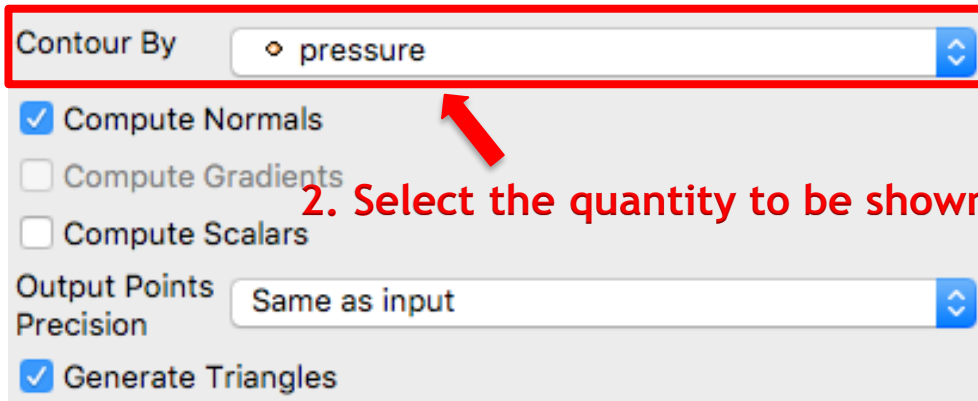 Contour By pressure
Compute Normals
Compute Gradients
2. Select the quantity to be shown
Compute Scalars
Output Points
Precision
Same as input
Generate Triangles